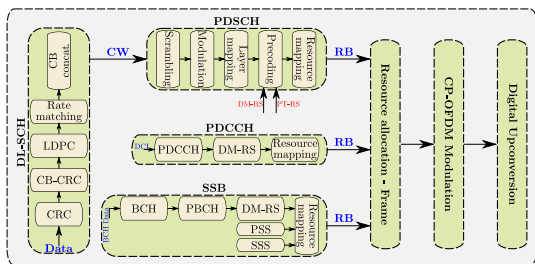 DL-SCH
CB
concat.
Rate
matching
LDPC
CB-CRC
CRC
Data
CW
PDSCH
Scrambling
Modulation
Layer
mapping
Precoding
Resource
mapping
DM-RS
PT-RS
RB
PDCCH
DCI
PDCCH
DM-RS
Resource
mapping
RB
SSB
BCH Data
BCH
PBCH
DM-RS
PSS
SSS
Resource
mapping
RB
Resource allocation - Frame
CP-OFDM
Modulation
Digital Upconversion